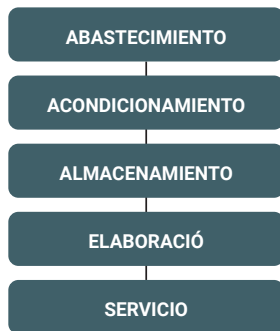 ABASTECIMIENTO
ACONDICIONAMIENTO
ALMACENAMIENTO
ELABORACIÓ
SERVICIO